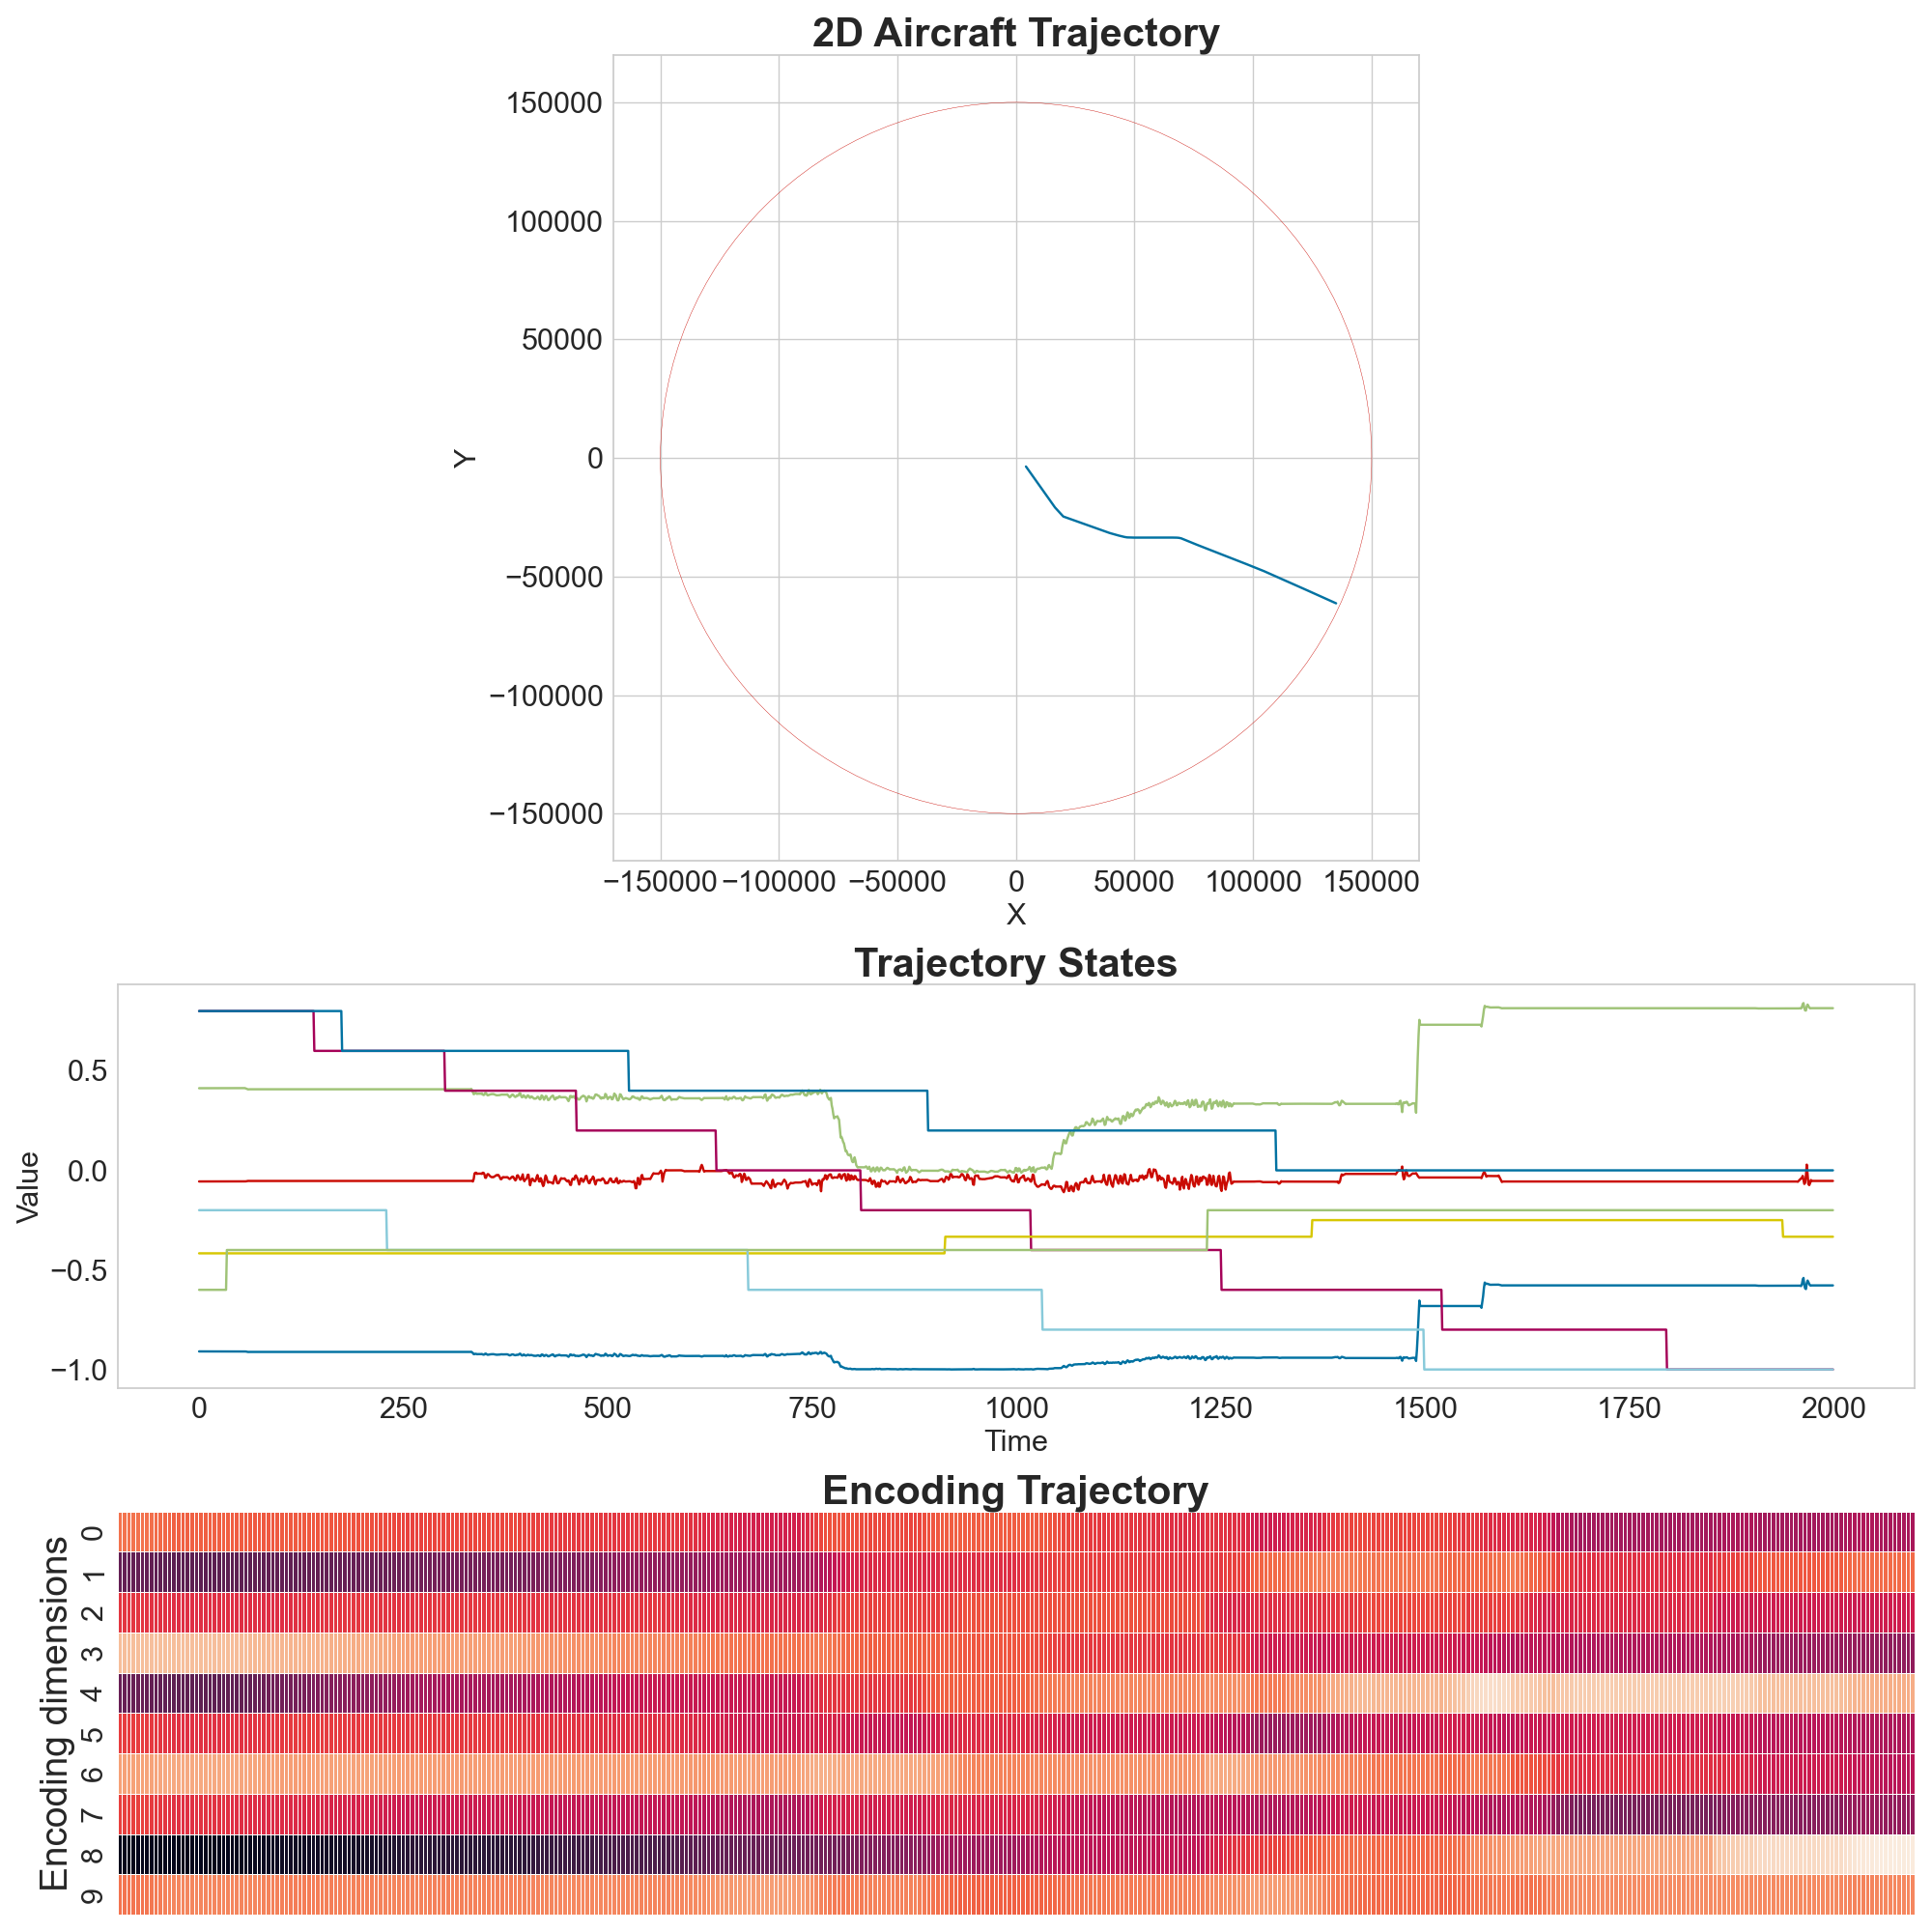 2D Aircraft Trajectory
150000
100000
50000
0
−50000
−100000
−150000
Y
−150000 −100000 −50000 0 50000 100000 150000
X
Trajectory States
0.5
0.0
−0.5
−1.0
Value
0 250 500 750 1000 1250 1500 1750 2000
Time
Encoding Trajectory
Encoding dimensions
0
1
2
3
4
5
6
7
8
9